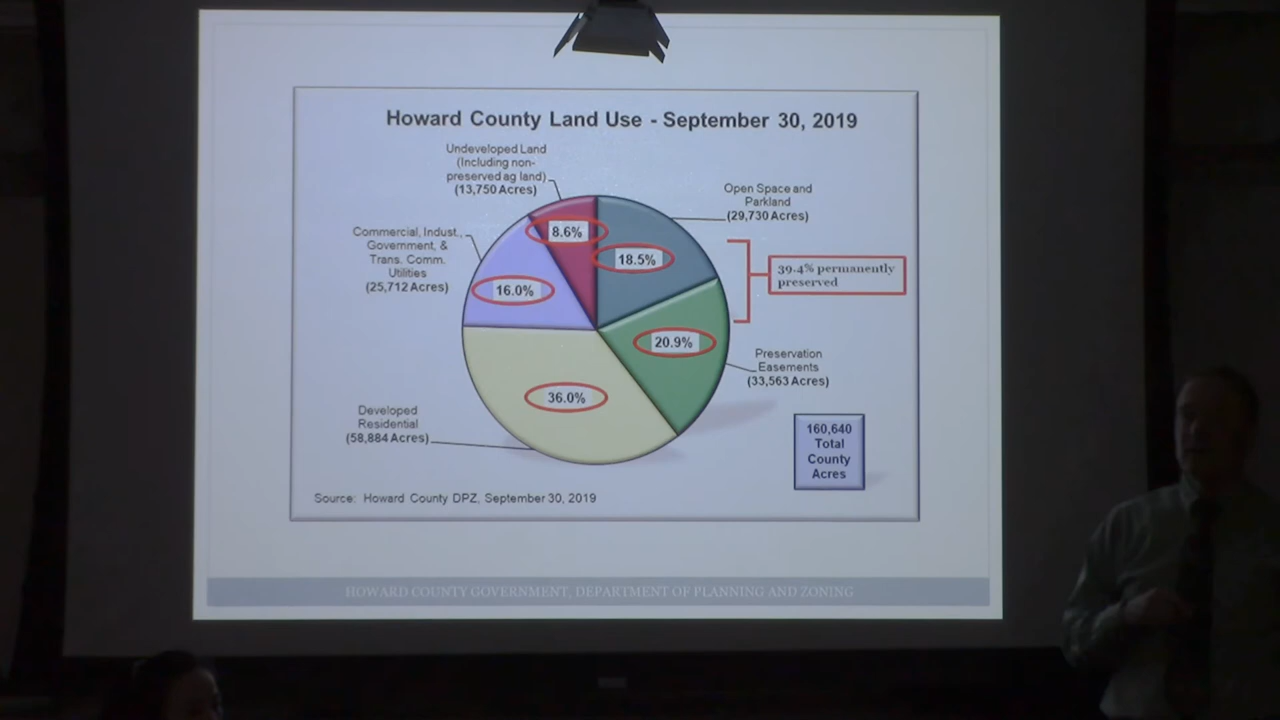 Howard County Land Use - September 30, 2019
Undeveloped Land
(Including non-
preserved ag land)
(13,750 Acres)
Open Space and
Parkland
(29,730 Acres)
Commercial, Indust.,
Government, &
Trans. Comm.
Utilities
(25,712 Acres)
8.6%
18.5%
39.4% permanently
preserved
16.0%
20.9%
Preservation
Easements
(33,563 Acres)
36.0%
Developed
Residential
(58,884 Acres)
160,640
Total
County
Acres
Source: Howard County DPZ, September 30, 2019
HOWARD COUNTY GOVERNMENT, DEPARTMENT OF PLANNING AND ZONING